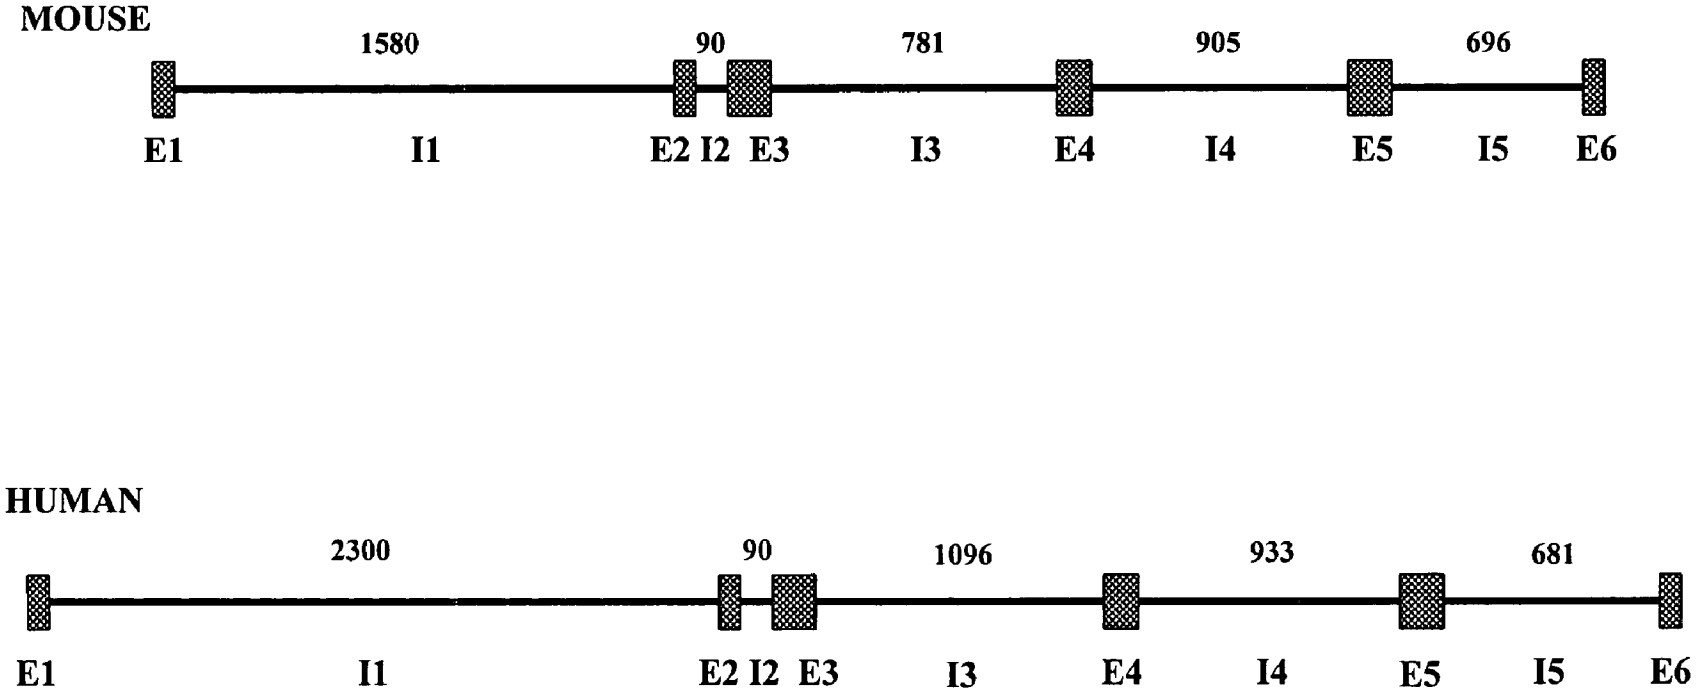 MOUSE
1580 90 781 905 696
E1 I1 E2 I2 E3 I3 E4 I4 E5 I5 E6
HUMAN
2300 90 1096 933 681
E1 I1 E2 I2 E3 I3 E4 I4 E5 I5 E6